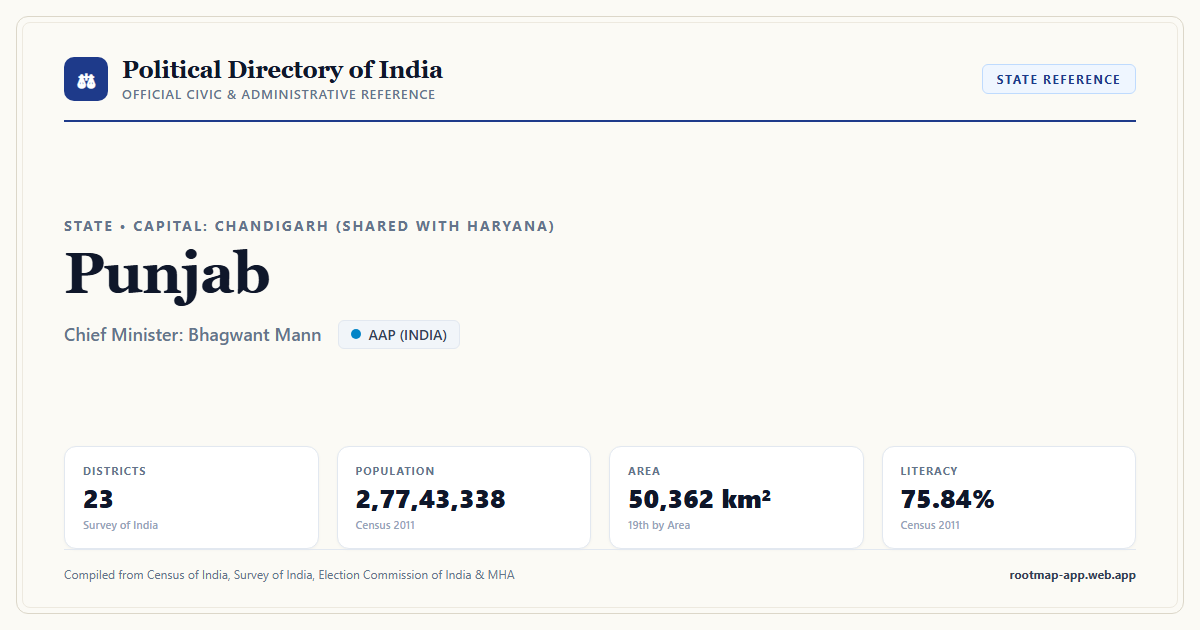 Political Directory of India
OFFICIAL CIVIC & ADMINISTRATIVE REFERENCE
STATE REFERENCE
STATE • CAPITAL: CHANDIGARH (SHARED WITH HARYANA)
Punjab
Chief Minister: Bhagwant Mann
AAP (INDIA)
DISTRICTS
23
Survey of India
POPULATION
2,77,43,338
Census 2011
AREA
50,362 km²
19th by Area
LITERACY
75.84%
Census 2011
Compiled from Census of India, Survey of India, Election Commission of India & MHA
rootmap-app.web.app